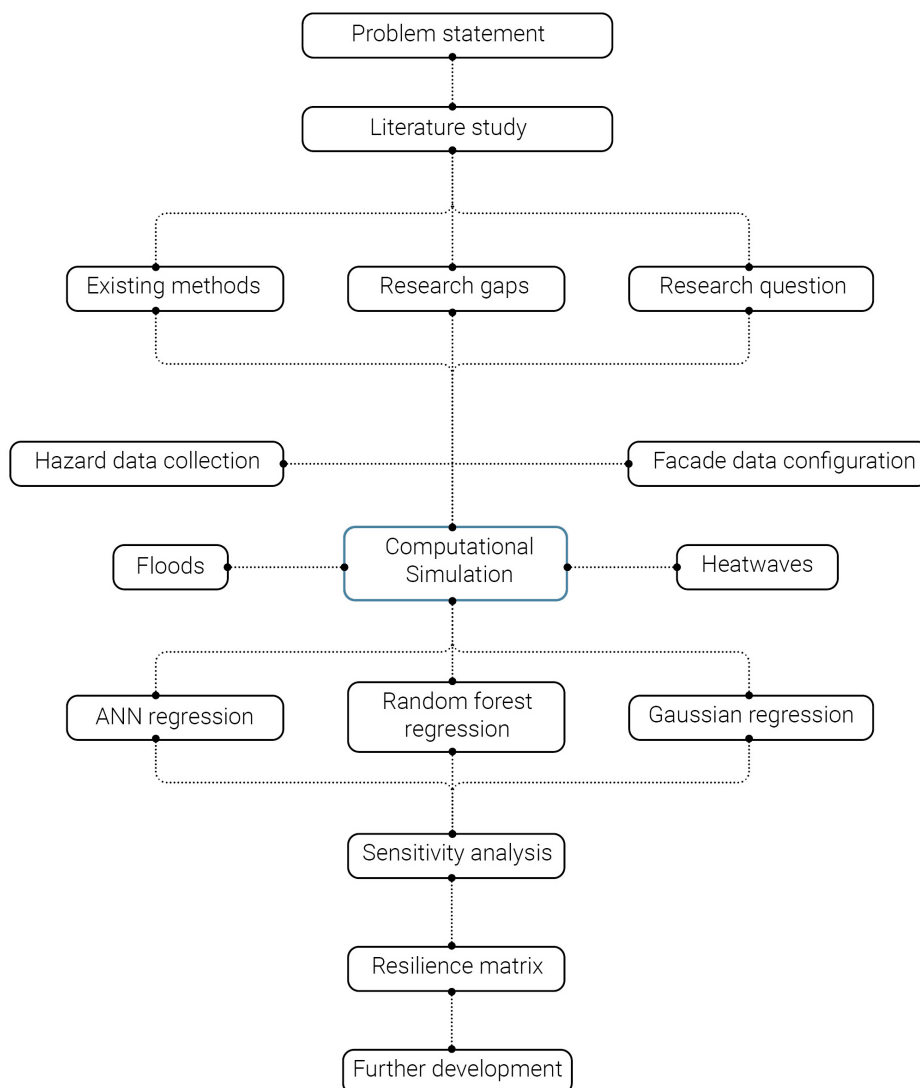 Problem statement
Literature study
Existing methods
Research gaps
Research question
Hazard data collection
Facade data configuration
Floods
Computational
Simulation
Heatwaves
ANN regression
Random forest
regression
Gaussian regression
Sensitivity analysis
Resilience matrix
Further development